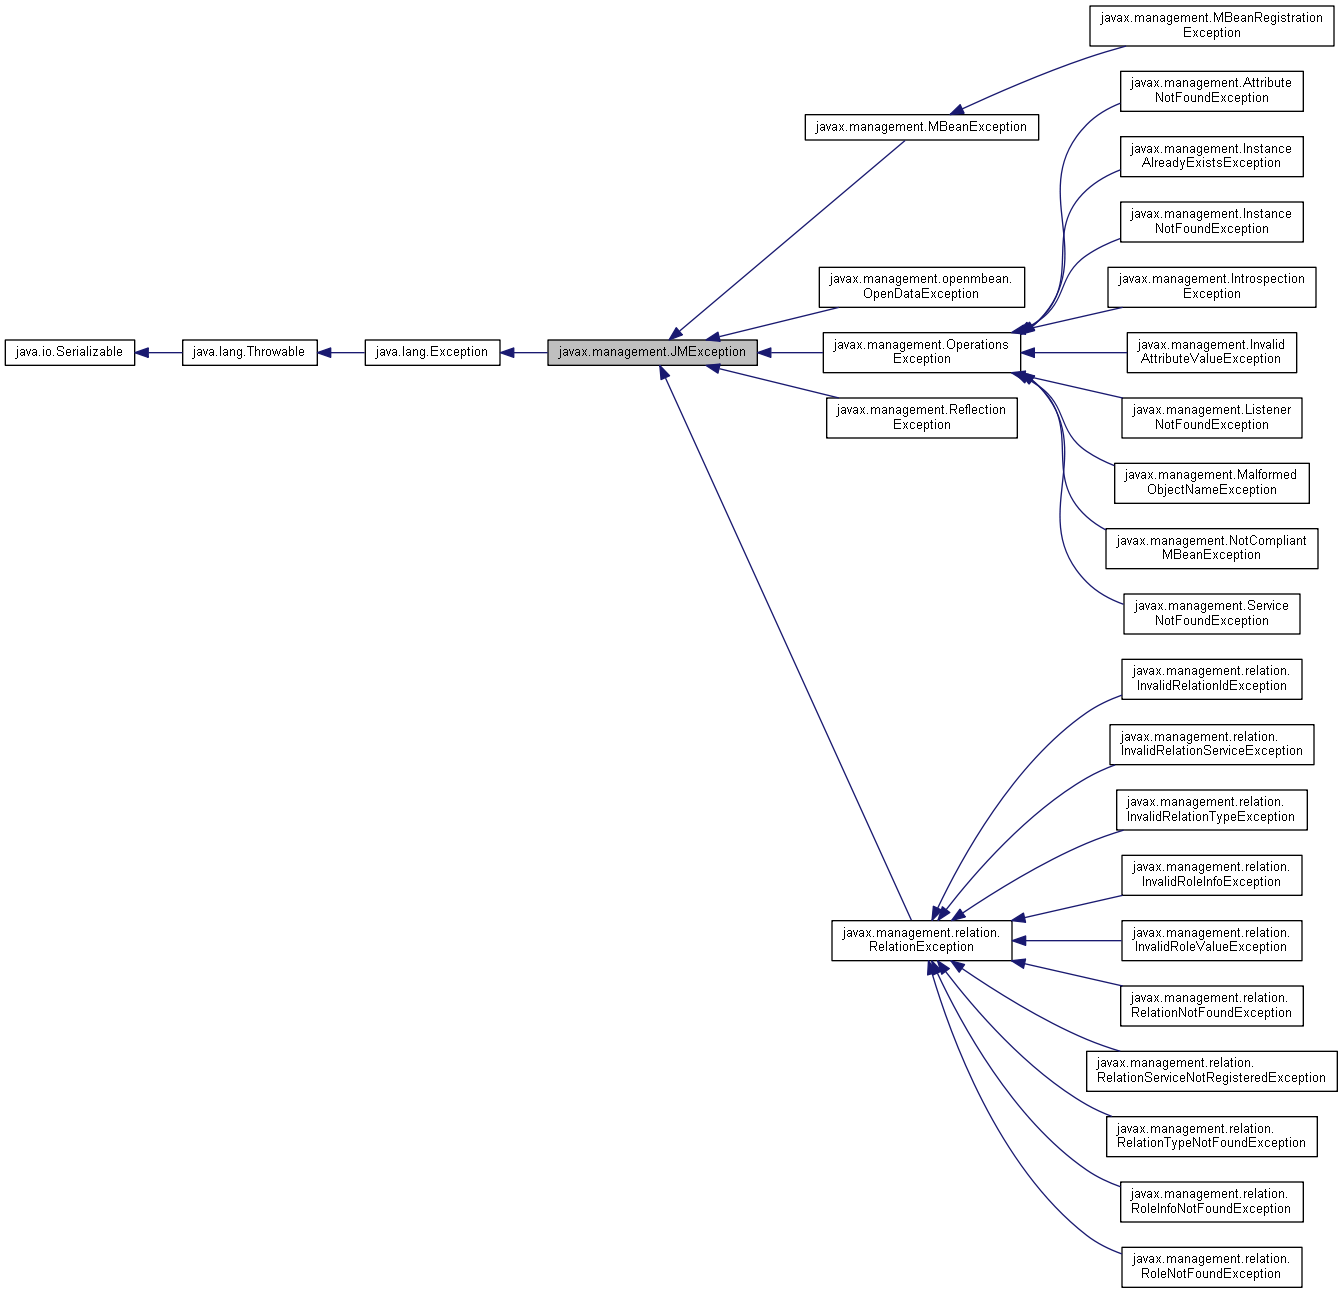 javax.management.MBeanRegistration
Exception
javax.management.Attribute
NotFoundException
javax.management.MBeanException
javax.management.Instance
AlreadyExistsException
javax.management.Instance
NotFoundException
javax.management.openmbean.
OpenDataException
javax.management.Introspection
Exception
java.io.Serializable
java.lang.Throwable
java.lang.Exception
javax.management.JMException
javax.management.Operations
Exception
javax.management.Invalid
AttributeValueException
javax.management.Reflection
Exception
javax.management.Listener
NotFoundException
javax.management.Malformed
ObjectNameException
javax.management.NotCompliant
MBeanException
javax.management.Service
NotFoundException
javax.management.relation.
InvalidRelationIdException
javax.management.relation.
InvalidRelationServiceException
javax.management.relation.
InvalidRelationTypeException
javax.management.relation.
InvalidRoleInfoException
javax.management.relation.
RelationException
javax.management.relation.
InvalidRoleValueException
javax.management.relation.
RelationNotFoundException
javax.management.relation.
RelationServiceNotRegisteredException
javax.management.relation.
RelationTypeNotFoundException
javax.management.relation.
RoleInfoNotFoundException
javax.management.relation.
RoleNotFoundException